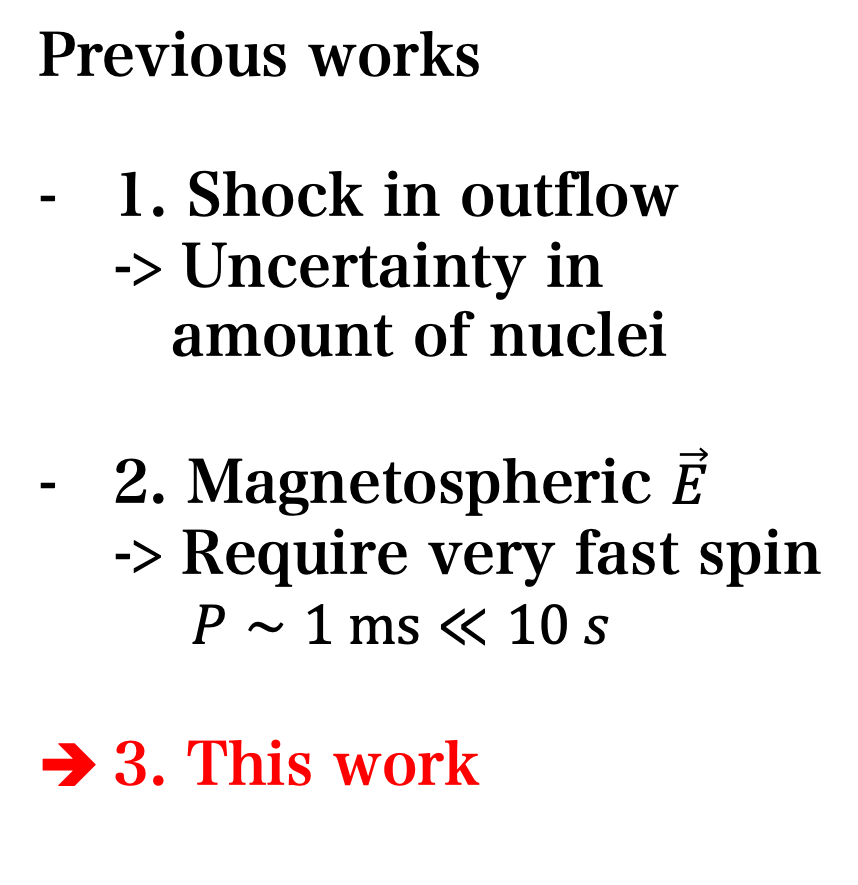 Previous works
- 1. Shock in outflow
-> Uncertainty in
amount of nuclei
- 2. Magnetospheric \(\vec{E}\)
-> Require very fast spin
P ~ 1 ms ≪ 10 s
➔ 3. This work